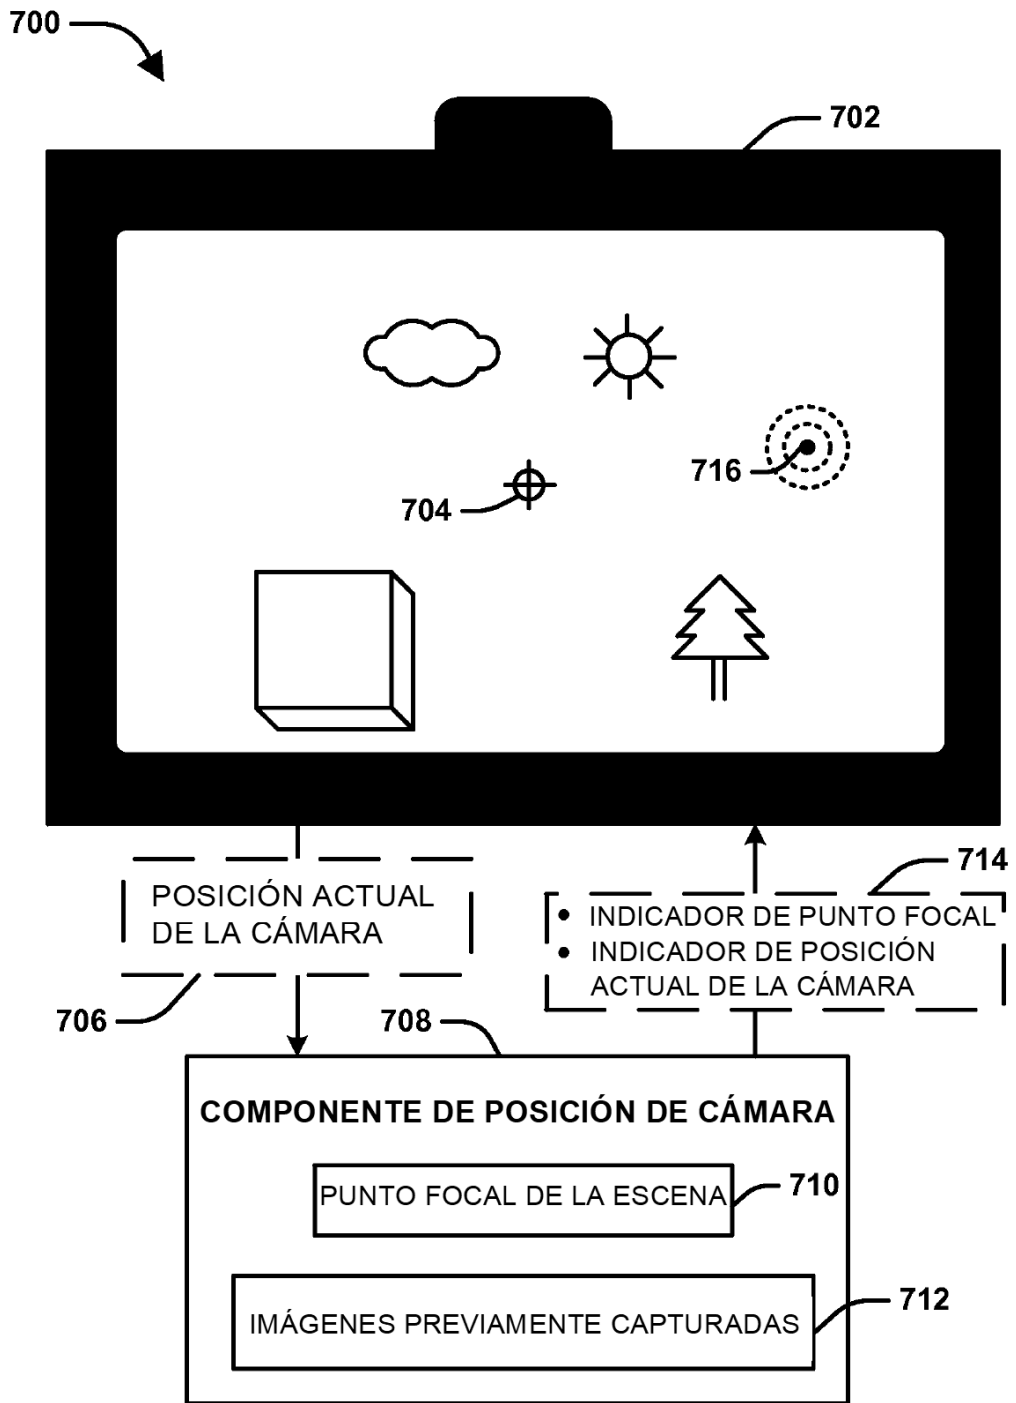 700
702
716
704
714
POSICIÓN ACTUAL
DE LA CÁMARA
• INDICADOR DE PUNTO FOCAL
• INDICADOR DE POSICIÓN
ACTUAL DE LA CÁMARA
706
708
COMPONENTE DE POSICIÓN DE CÁMARA
PUNTO FOCAL DE LA ESCENA
710
IMÁGENES PREVIAMENTE CAPTURADAS
712